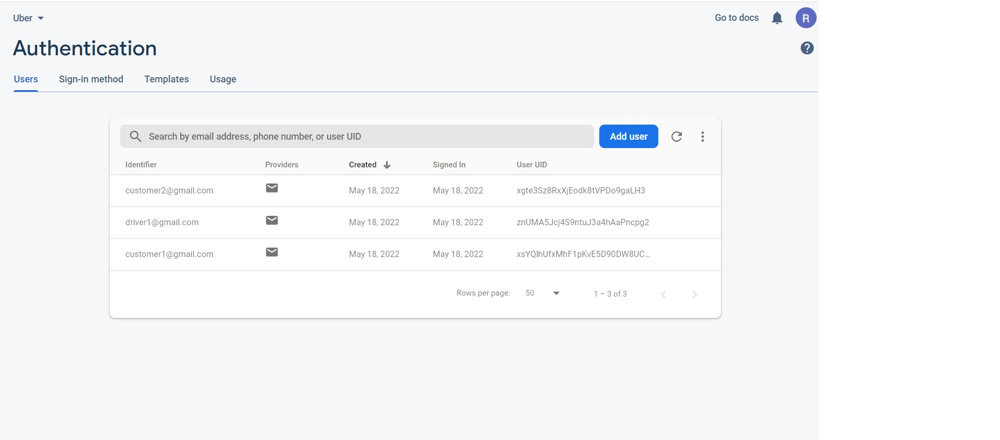 Uber
Go to docs
R
Authentication
Users Sign-in method Templates Usage
Search by email address, phone number, or user UID
Add user
Identifier Providers Created Signed In User UID
customer2@gmail.com May 18, 2022 May 18, 2022 xgte3Sz8RxXjEodk8tVPDo9gaLH3
driver1@gmail.com May 18, 2022 May 18, 2022 znUMA5Jcj4S9ntuJ3a4hAaPncpg2
customer1@gmail.com May 18, 2022 May 18, 2022 xsYQlhUfxMhF1pKvE5D90DW8UC...
Rows per page: 50 1 – 3 of 3